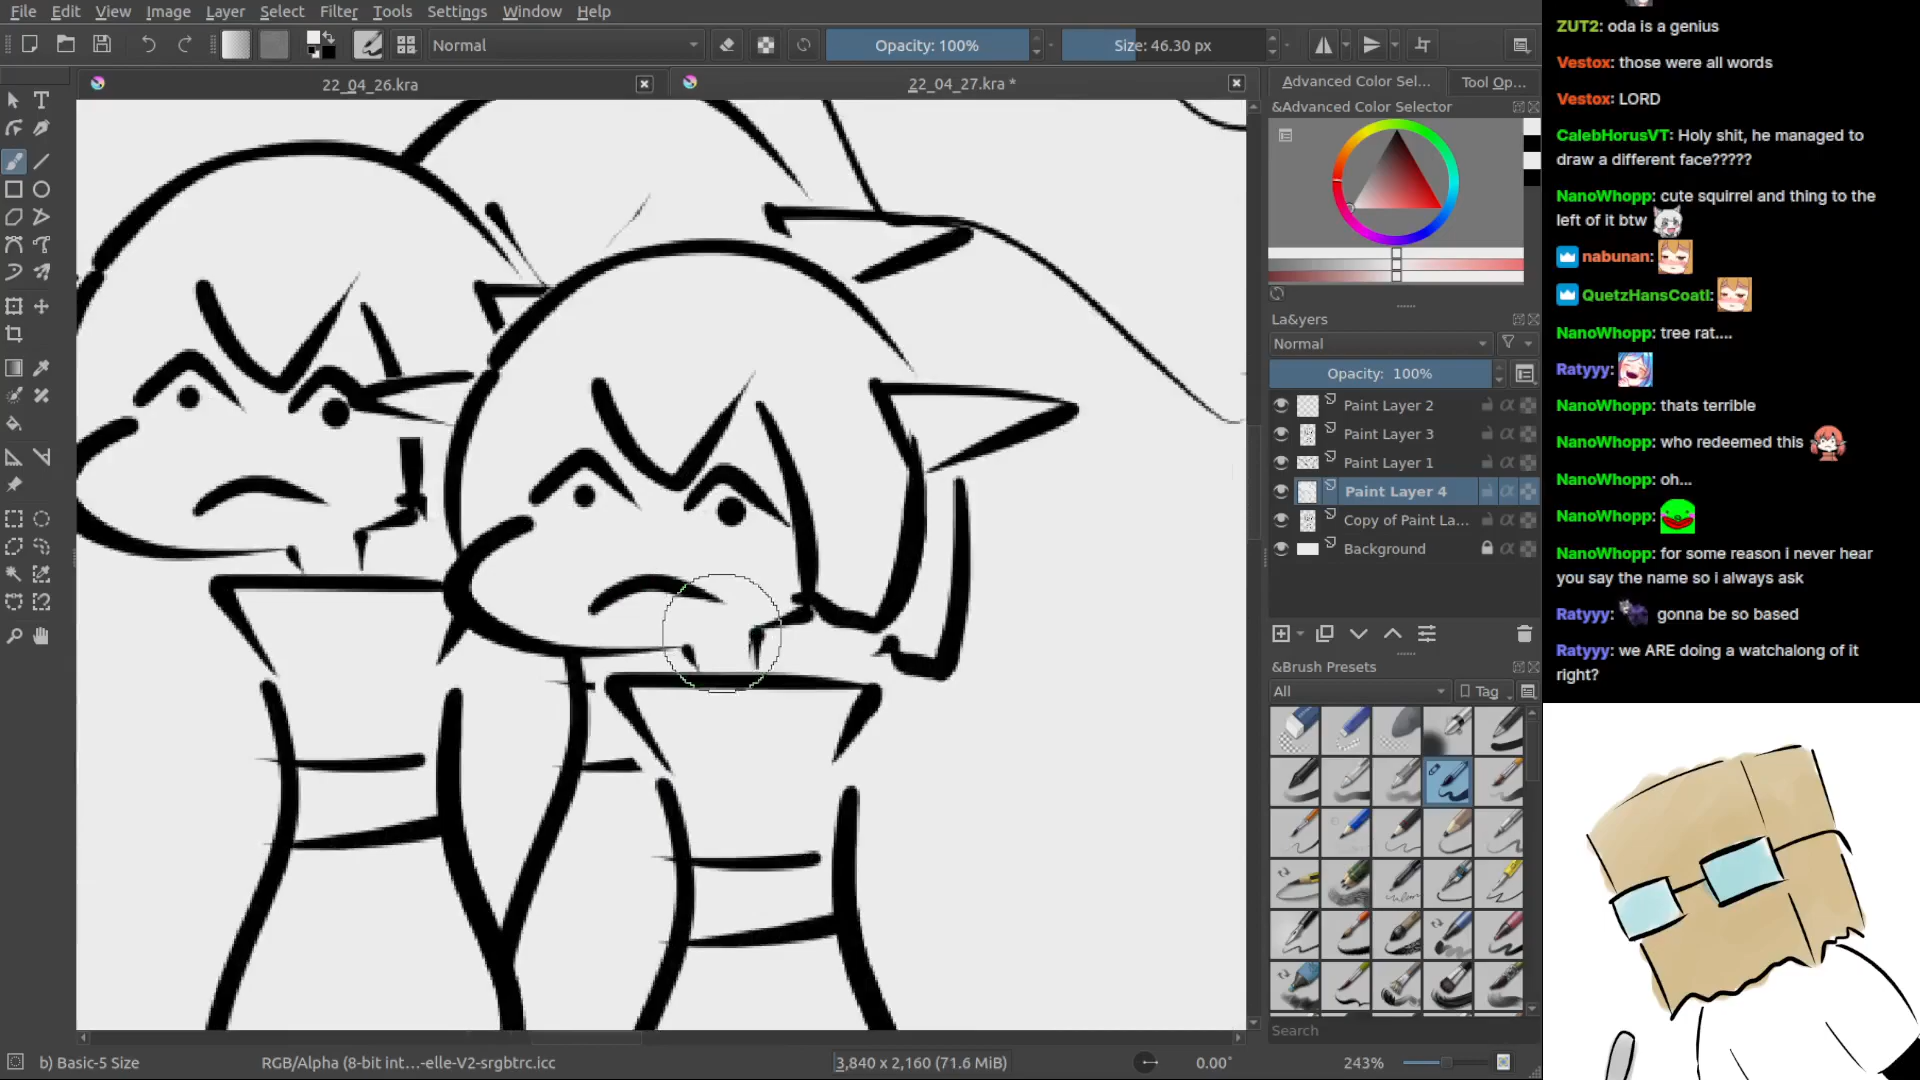 File Edit View Image Layer Select Filter Tools Settings Window Help
Normal Opacity: 100% Size: 46.30 px
22_04_26.kra 22_04_27.kra * Advanced Color Sel... Tool Op...
&Advanced Color Selector
La&yers
Normal
Opacity: 100%
Paint Layer 2
Paint Layer 3
Paint Layer 1
Paint Layer 4
Copy of Paint La...
Background
&Brush Presets
All Tag
Search
b) Basic-5 Size RGB/Alpha (8-bit int...-elle-V2-srgbtrc.icc 3,840 x 2,160 (71.6 MiB) 0.00° 243%
ZUT2: oda is a genius
Vestox: those were all words
Vestox: LORD
CalebHorusVT: Holy shit, he managed to
draw a different face?????
NanoWhopp: cute squirrel and thing to the
left of it btw
nabunan:
QuetzHansCoatl:
NanoWhopp: tree rat....
Ratyyy:
NanoWhopp: thats terrible
NanoWhopp: who redeemed this
NanoWhopp: oh...
NanoWhopp:
NanoWhopp: for some reason i never hear
you say the name so i always ask
Ratyyy: gonna be so based
Ratyyy: we ARE doing a watchalong of it
right?